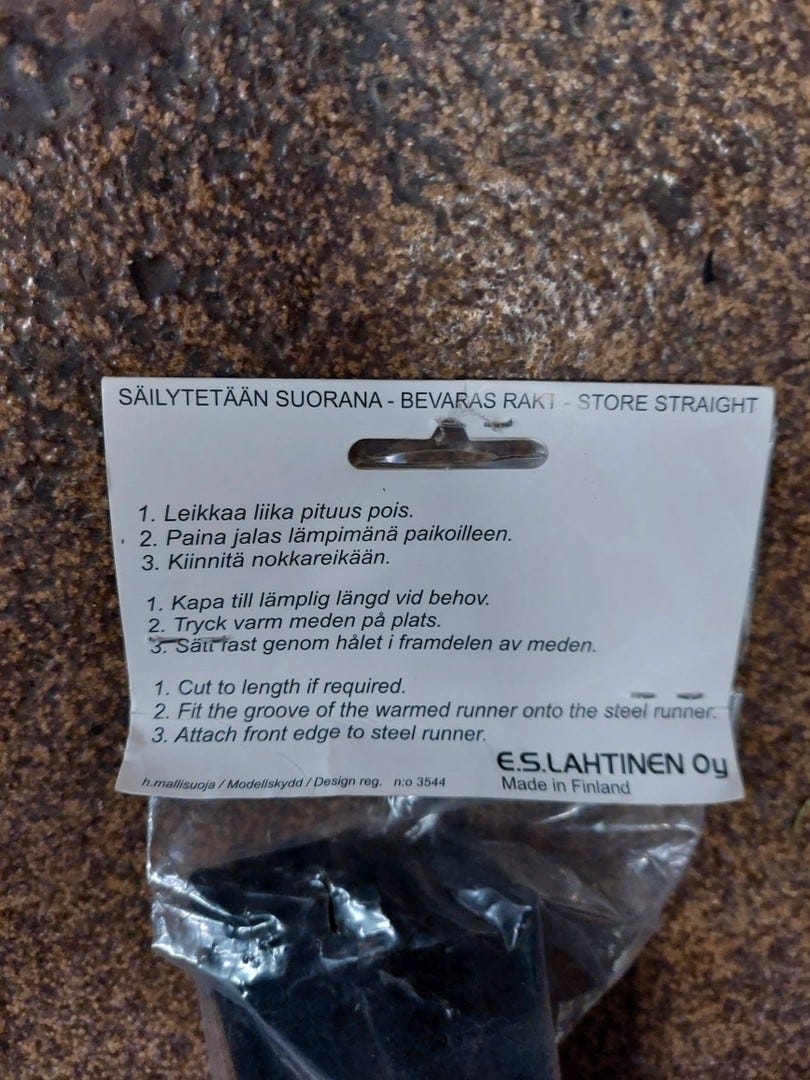 SÄILYTETÄÄN SUORANA - BEVARAS RAKT - STORE STRAIGHT
1. Leikkaa liika pituus pois.
2. Paina jalas lämpimänä paikoilleen.
3. Kiinnitä nokkareikään.
1. Kapa till lämplig längd vid behov.
2. Tryck varm meden på plats.
3. Sätt fast genom hålet i framdelen av meden.
1. Cut to length if required.
2. Fit the groove of the warmed runner onto the steel runner.
3. Attach front edge to steel runner.
E.S.LAHTINEN Oy
h.mallisuoja / Modellskydd / Design reg. n:o 3544 Made in Finland